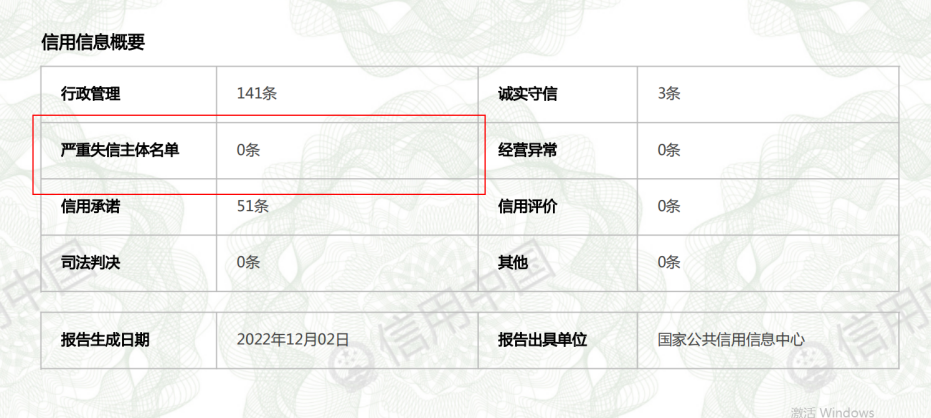 信用信息概要
行政管理 141条 诚实守信 3条
严重失信主体名单 0条 经营异常 0条
信用承诺 51条 信用评价 0条
司法判决 0条 其他 0条
报告生成日期 2022年12月02日 报告出具单位 国家公共信用信息中心
信用中国
激活 Windows